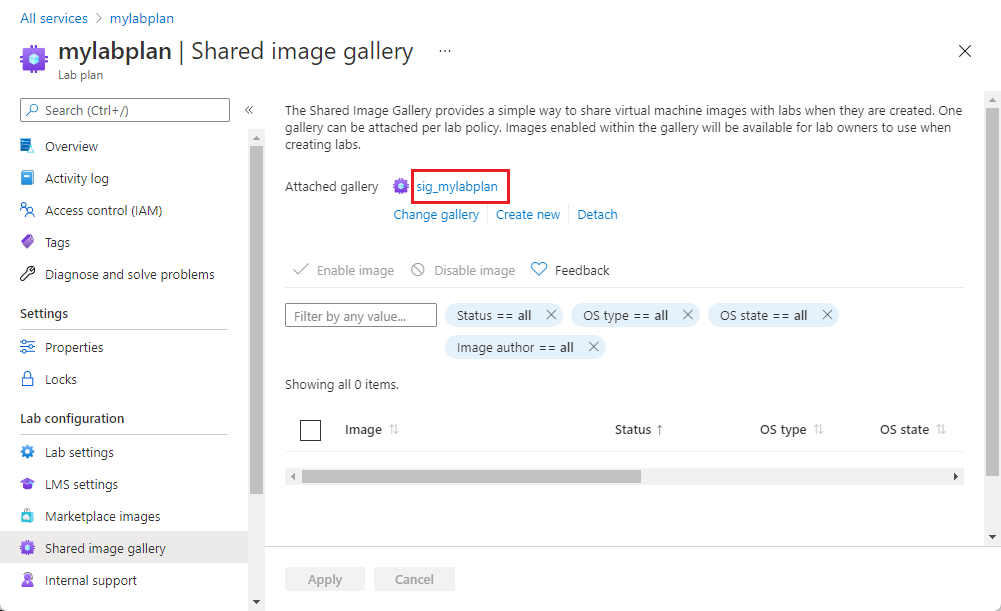 All services > mylabplan
mylabplan | Shared image gallery ...
Lab plan
Search (Ctrl+/)
«
Overview
Activity log
Access control (IAM)
Tags
Diagnose and solve problems
Settings
Properties
Locks
Lab configuration
Lab settings
LMS settings
Marketplace images
Shared image gallery
Internal support
The Shared Image Gallery provides a simple way to share virtual machine images with labs when they are created. One
gallery can be attached per lab policy. Images enabled within the gallery will be available for lab owners to use when
creating labs.
Attached gallery sig_mylabplan
Change gallery | Create new | Detach
Enable image Disable image Feedback
Filter by any value... Status == all OS type == all OS state == all
Image author == all
Showing all 0 items.
Image ↑↓ Status ↑ OS type ↑↓ OS state ↑↓
Apply Cancel